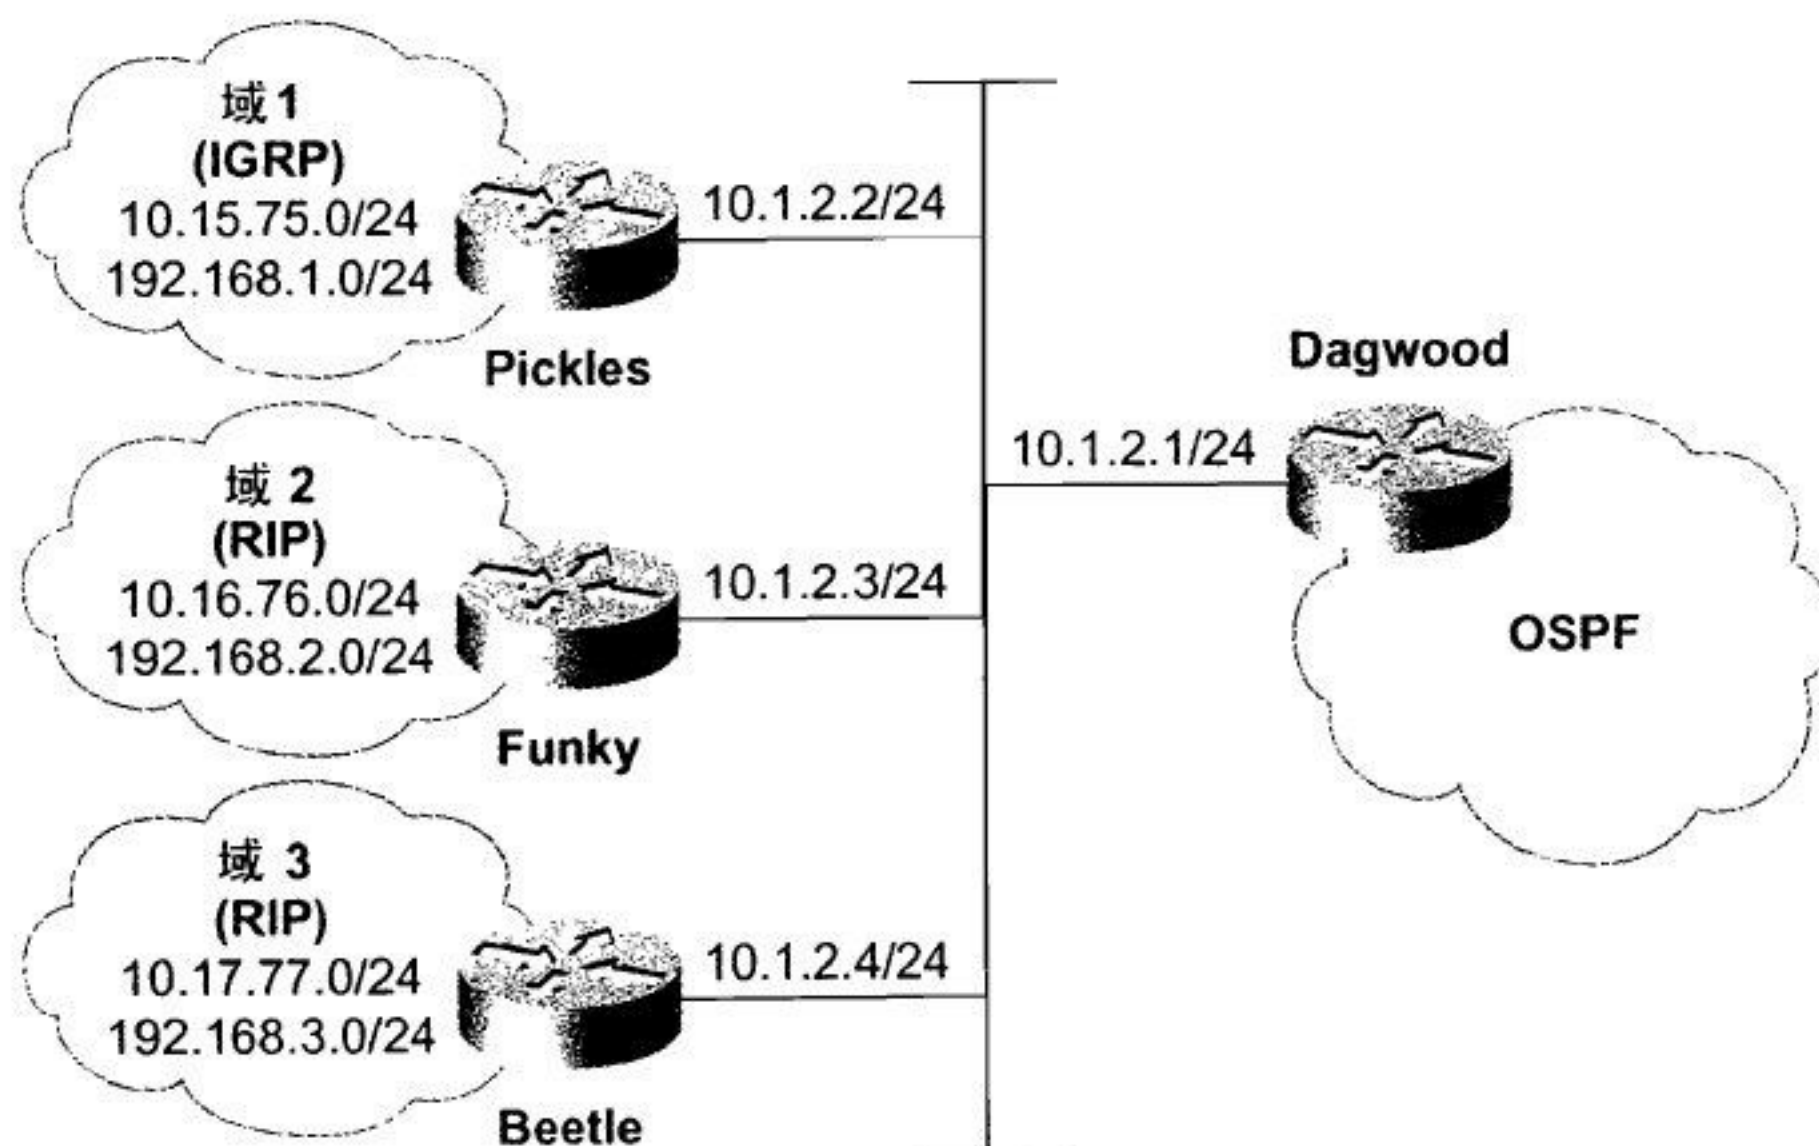 域 1
(IGRP)
10.15.75.0/24
192.168.1.0/24
10.1.2.2/24
Pickles
域 2
(RIP)
10.16.76.0/24
192.168.2.0/24
10.1.2.3/24
Funky
域 3
(RIP)
10.17.77.0/24
192.168.3.0/24
10.1.2.4/24
Beetle
Dagwood
10.1.2.1/24
OSPF